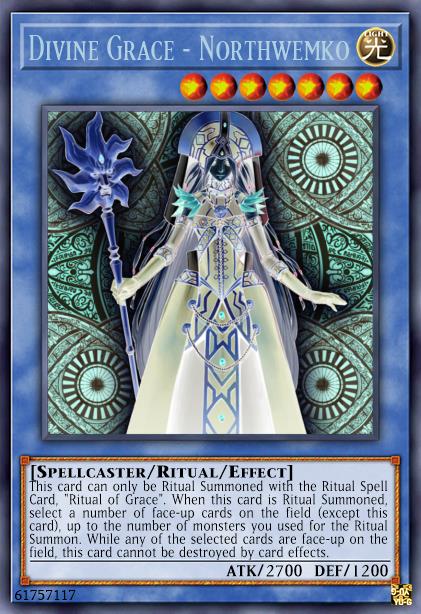 Divine Grace - Northwemko
LIGHT
光
[Spellcaster/Ritual/Effect]
This card can only be Ritual Summoned with the Ritual Spell
Card, "Ritual of Grace". When this card is Ritual Summoned,
select a number of face-up cards on the field (except this
card), up to the number of monsters you used for the Ritual
Summon. While any of the selected cards are face-up on the
field, this card cannot be destroyed by card effects.
ATK/2700 DEF/1200
61757117